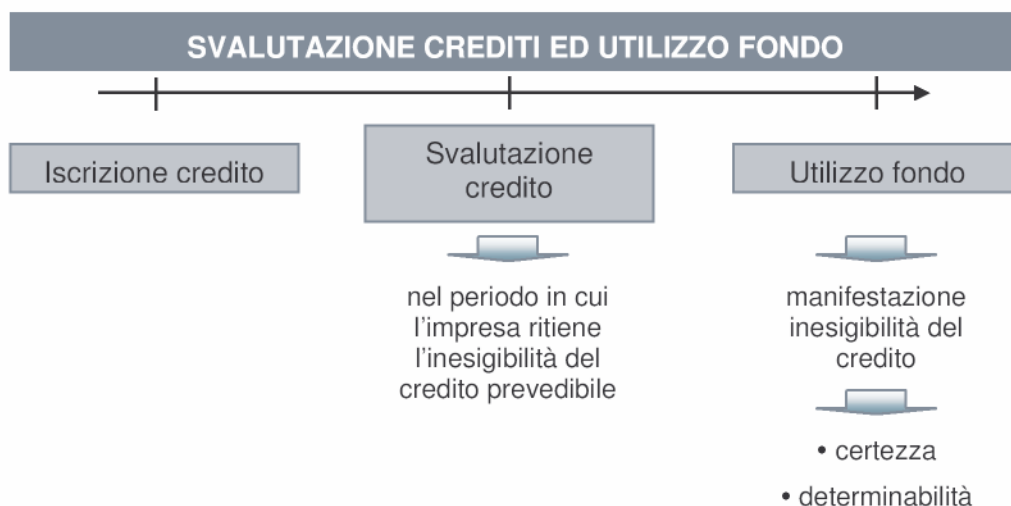 SVALUTAZIONE CREDITI ED UTILIZZO FONDO
Iscrizione credito
Svalutazione
credito
Utilizzo fondo
nel periodo in cui
l'impresa ritiene
l'inesigibilità del
credito prevedibile
manifestazione
inesigibilità del
credito
• certezza
• determinabilità